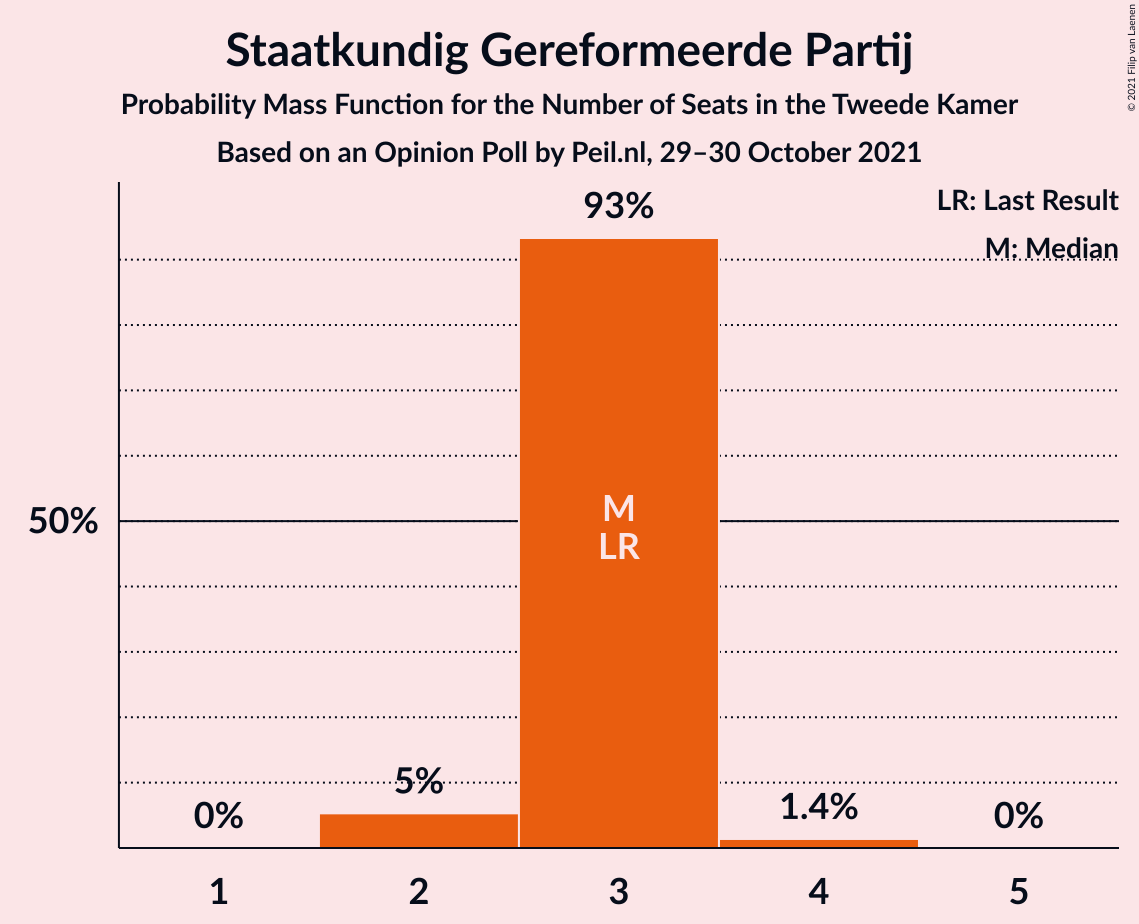 Staatkundig Gereformeerde Partij
Probability Mass Function for the Number of Seats in the Tweede Kamer
Based on an Opinion Poll by Peil.nl, 29–30 October 2021
© 2021 Filip van Laenen
LR: Last Result
M: Median
93%
M
LR
50%
5%
1.4%
0%
0%
1
2
3
4
5